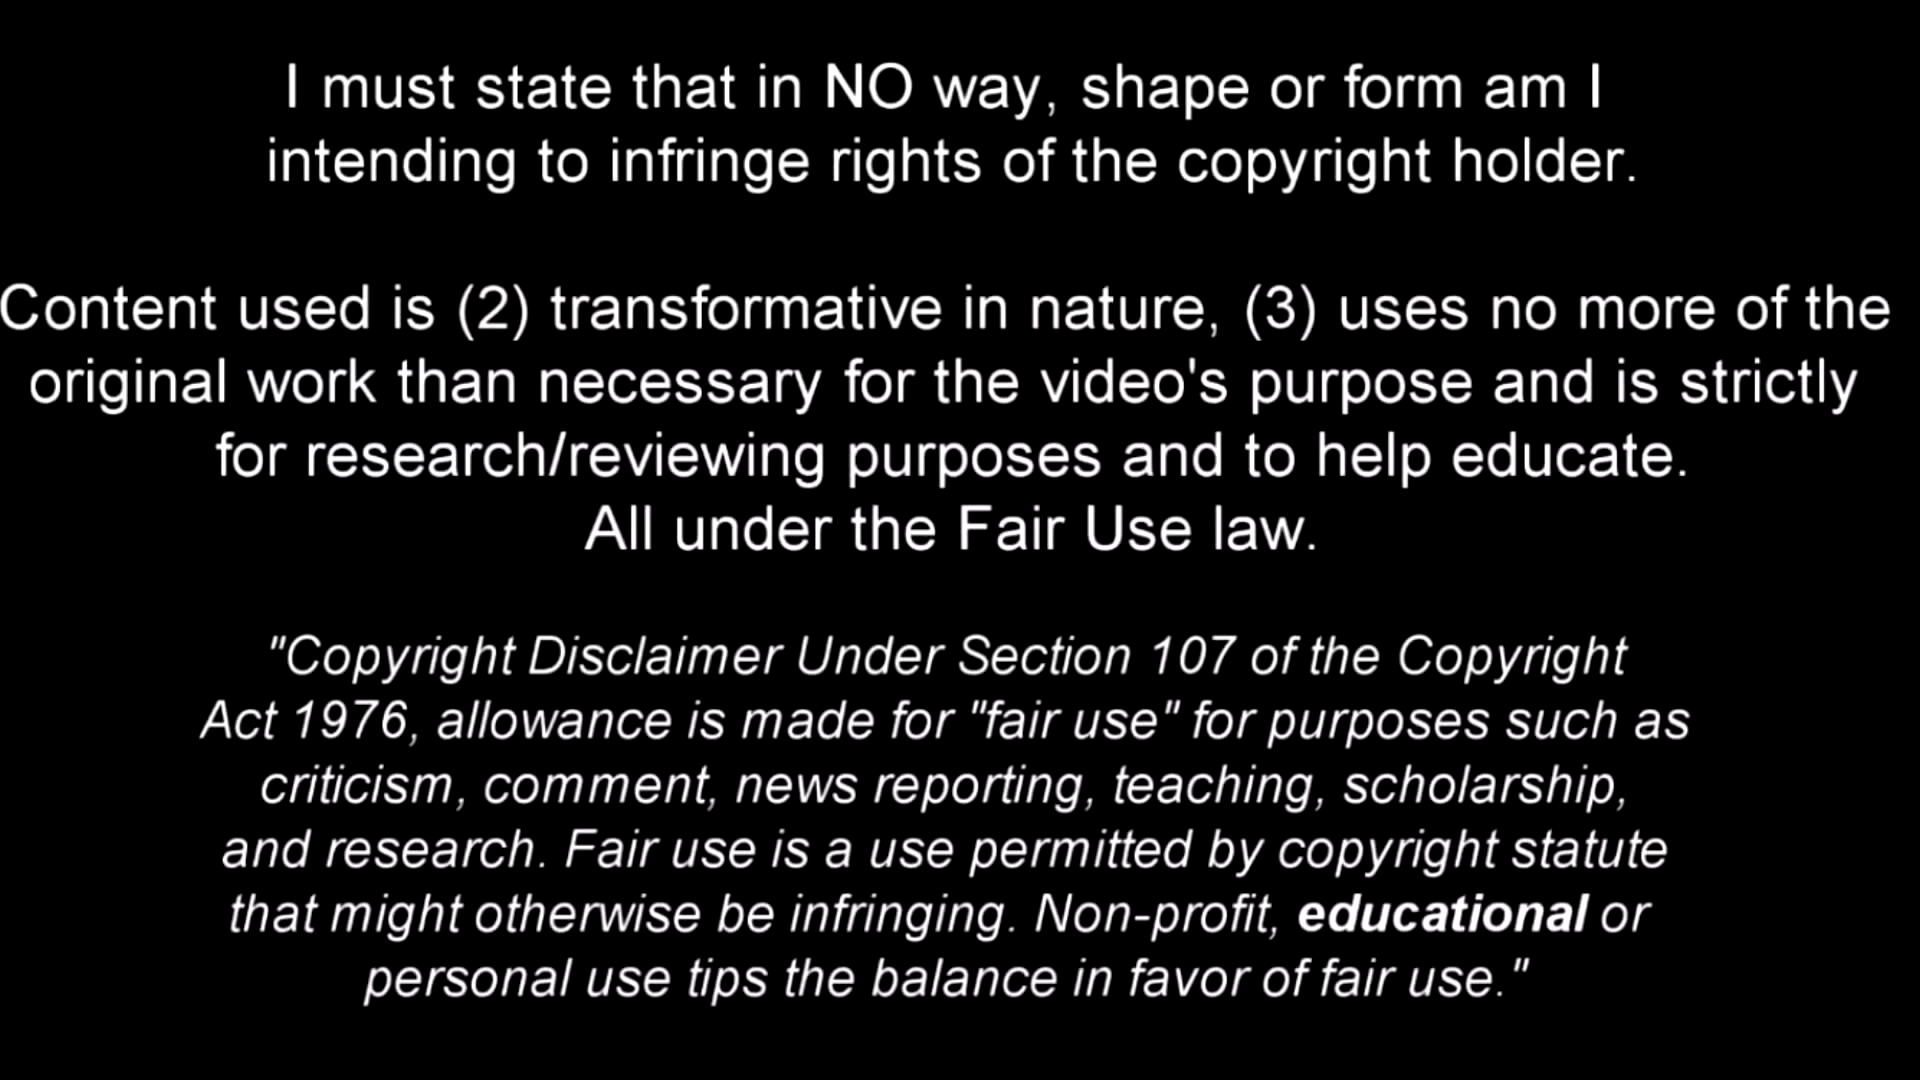 I must state that in NO way, shape or form am I
intending to infringe rights of the copyright holder.
Content used is (2) transformative in nature, (3) uses no more of the
original work than necessary for the video's purpose and is strictly
for research/reviewing purposes and to help educate.
All under the Fair Use law.
"Copyright Disclaimer Under Section 107 of the Copyright
Act 1976, allowance is made for "fair use" for purposes such as
criticism, comment, news reporting, teaching, scholarship,
and research. Fair use is a use permitted by copyright statute
that might otherwise be infringing. Non-profit, educational or
personal use tips the balance in favor of fair use."